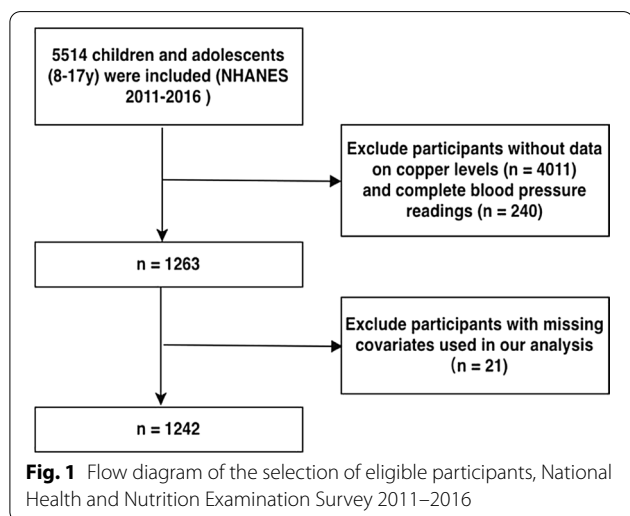 5514 children and adolescents
(8-17y) were included (NHANES
2011-2016 )
Exclude participants without data
on copper levels (n = 4011)
and complete blood pressure
readings (n = 240)
n = 1263
Exclude participants with missing
covariates used in our analysis
(n = 21)
n = 1242
Fig. 1 Flow diagram of the selection of eligible participants, National
Health and Nutrition Examination Survey 2011–2016